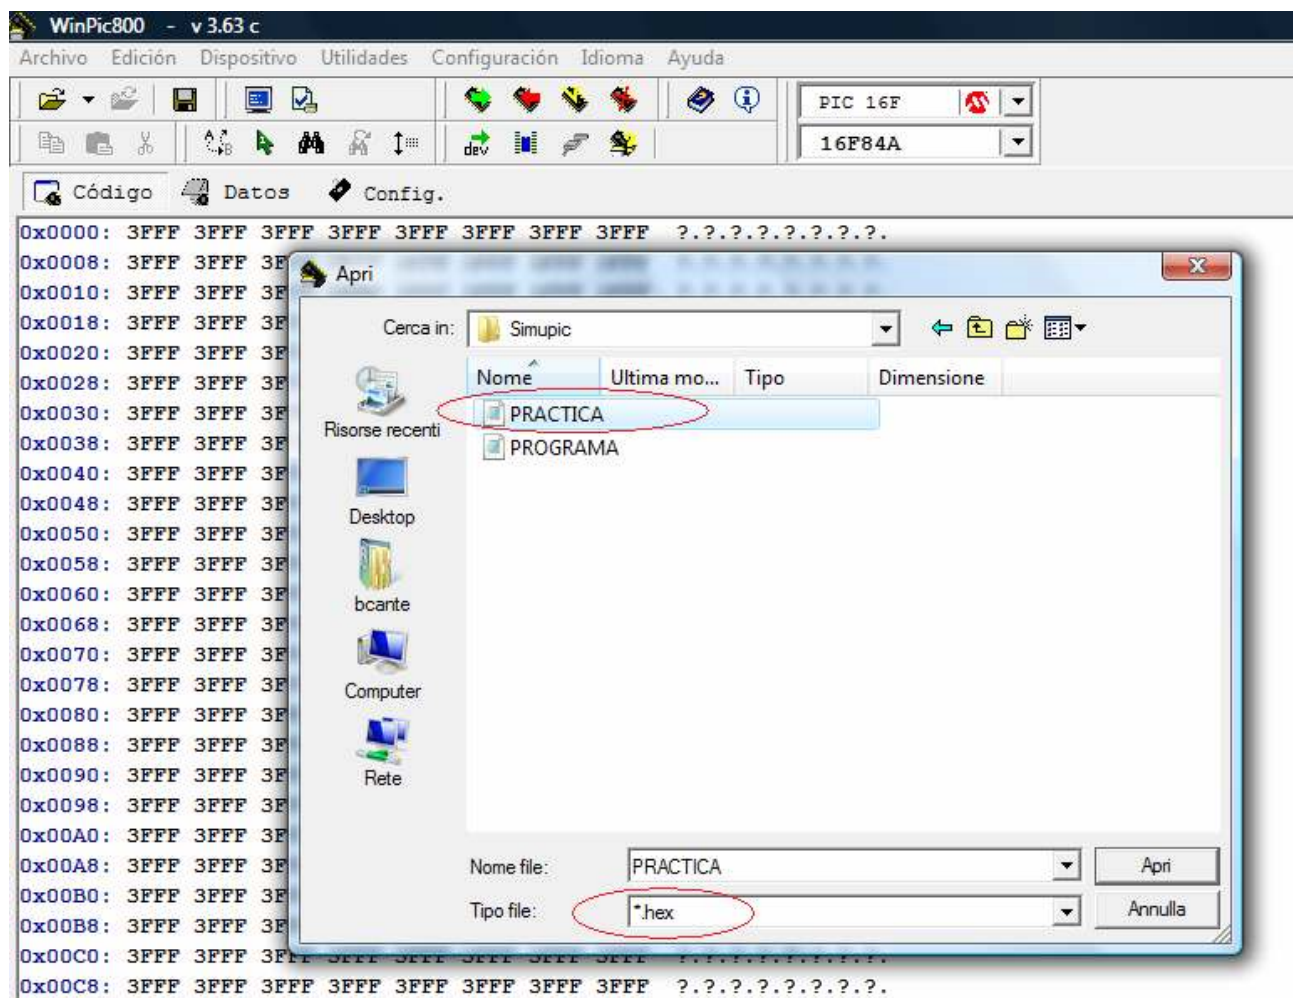 WinPic800 - v 3.63 c
Archivo Edición Dispositivo Utilidades Configuración Idioma Ayuda
PIC 16F
dev
16F84A
Código Datos Config.
0x0000: 3FFF 3FFF 3FFF 3FFF 3FFF 3FFF 3FFF 3FFF ?.?.?.?.?.?.?.?.
0x0008: 3FFF 3FFF 3F
Apri
0x0010: 3FFF 3FFF 3F
0x0018: 3FFF 3FFF 3F
Cerca in: Simupic
0x0020: 3FFF 3FFF 3F
0x0028: 3FFF 3FFF 3F
Nome Ultima mo... Tipo Dimensione
0x0030: 3FFF 3FFF 3F
PRACTICA
Risorse recenti
0x0038: 3FFF 3FFF 3F
PROGRAMA
0x0040: 3FFF 3FFF 3F
0x0048: 3FFF 3FFF 3F
Desktop
0x0050: 3FFF 3FFF 3F
0x0058: 3FFF 3FFF 3F
0x0060: 3FFF 3FFF 3F
bcante
0x0068: 3FFF 3FFF 3F
0x0070: 3FFF 3FFF 3F
0x0078: 3FFF 3FFF 3F
Computer
0x0080: 3FFF 3FFF 3F
0x0088: 3FFF 3FFF 3F
0x0090: 3FFF 3FFF 3F
Rete
0x0098: 3FFF 3FFF 3F
0x00A0: 3FFF 3FFF 3F
0x00A8: 3FFF 3FFF 3F
Nome file: PRACTICA Apri
0x00B0: 3FFF 3FFF 3F
Tipo file: *.hex Annulla
0x00B8: 3FFF 3FFF 3F
0x00C0: 3FFF 3FFF 3FFF 3FFF 3FFF 3FFF 3FFF 3FFF ?.?.?.?.?.?.?.?.
0x00C8: 3FFF 3FFF 3FFF 3FFF 3FFF 3FFF 3FFF 3FFF ?.?.?.?.?.?.?.?.